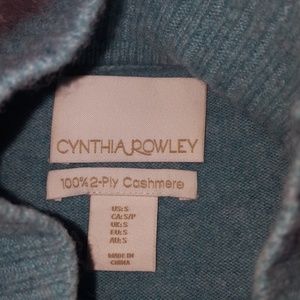 CYNTHIA ROWLEY
100% 2-Ply Cashmere
US:S
CA:S/P
UK:S
EU:S
AU:S
MADE IN
CHINA